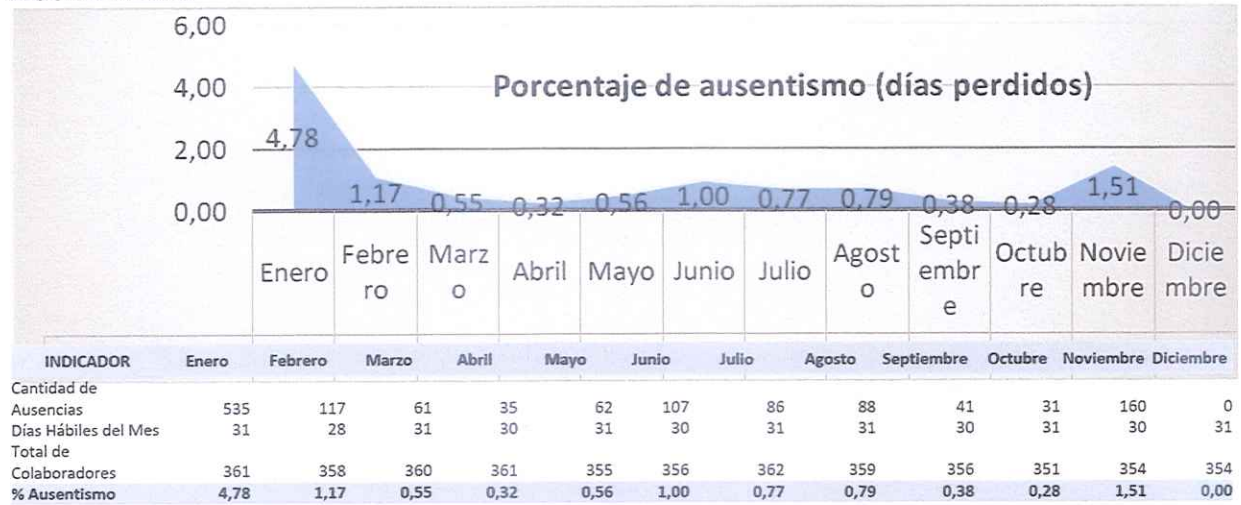 6,00
Porcentaje de ausentismo (días perdidos)
4,00
4,78
2,00
1,17 0,55 0,32 0,56 1,00 0,77 0,79 0,38 0,28 1,51 0,00
0,00
Enero Febre Marz Abril Mayo Junio Julio Agost Septi Octub Novie Dicie
ro o o embr re mbre mbre
e
INDICADOR Enero Febrero Marzo Abril Mayo Junio Julio Agosto Septiembre Octubre Noviembre Diciembre
Cantidad de
Ausencias 535 117 61 35 62 107 86 88 41 31 160 0
Días Hábiles del Mes 31 28 31 30 31 30 31 31 30 31 30 31
Total de
Colaboradores 361 358 360 361 355 356 362 359 356 351 354 354
% Ausentismo 4,78 1,17 0,55 0,32 0,56 1,00 0,77 0,79 0,38 0,28 1,51 0,00